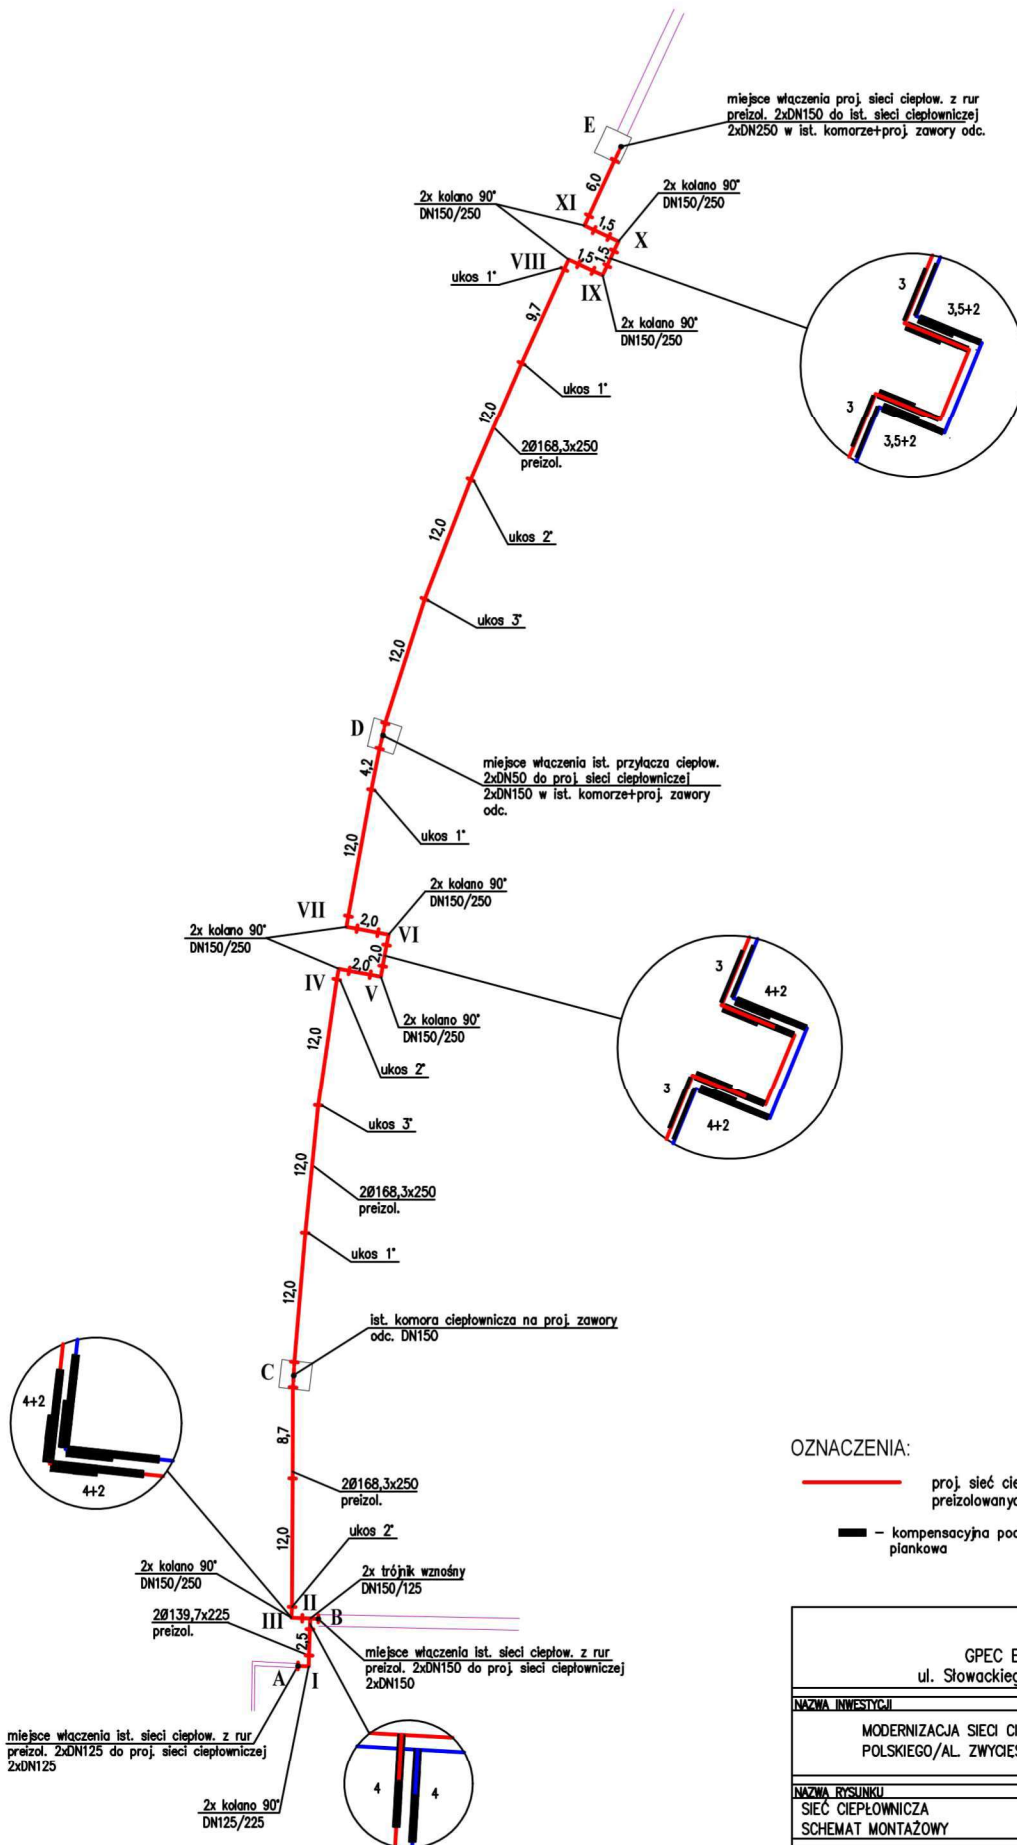 miejsce włączenia proj. sieci ciepłow. z rur
preizol. 2xDN150 do ist. sieci ciepłowniczej
2xDN250 w ist. komorze+proj. zawory odc.
E
6,0
2x kolano 90°
DN150/250
2x kolano 90°
DN150/250
XI
1,5
X
1,5
1,5
VIII
IX
ukos 1°
2x kolano 90°
DN150/250
3
3,5+2
3
3,5+2
9,7
ukos 1°
12,0
2Ø168,3x250
preizol.
12,0
ukos 2°
ukos 3°
12,0
D
miejsce włączenia ist. przyłącza ciepłow.
2xDN50 do proj. sieci ciepłowniczej
2xDN150 w ist. komorze+proj. zawory
odc.
4,2
ukos 1°
12,0
2x kolano 90°
DN150/250
VII
2,0
VI
2x kolano 90°
DN150/250
2,0
2,0
IV
V
2x kolano 90°
DN150/250
3
4+2
3
4+2
12,0
ukos 2°
ukos 3°
12,0
2Ø168,3x250
preizol.
ukos 1°
12,0
ist. komora ciepłownicza na proj. zawory
odc. DN150
C
4+2
4+2
8,7
2Ø168,3x250
preizol.
12,0
ukos 2°
2x kolano 90°
DN150/250
2x trójnik wznośny
DN150/125
II
III
B
2Ø139,7x225
preizol.
2,5
miejsce włączenia ist. sieci ciepłow. z rur
preizol. 2xDN150 do proj. sieci ciepłowniczej
2xDN150
A
I
miejsce włączenia ist. sieci ciepłow. z rur
preizol. 2xDN125 do proj. sieci ciepłowniczej
2xDN125
2x kolano 90°
DN125/225
4
4
OZNACZENIA:
proj. sieć cie
preizolowanyc
– kompensacyjna pod
piankowa
GPEC E
ul. Słowackieg
NAZWA INWESTYCJI
MODERNIZACJA SIECI CI
POLSKIEGO/AL. ZWYCIĘS
NAZWA RYSUNKU
SIEĆ CIEPŁOWNICZA
SCHEMAT MONTAŻOWY